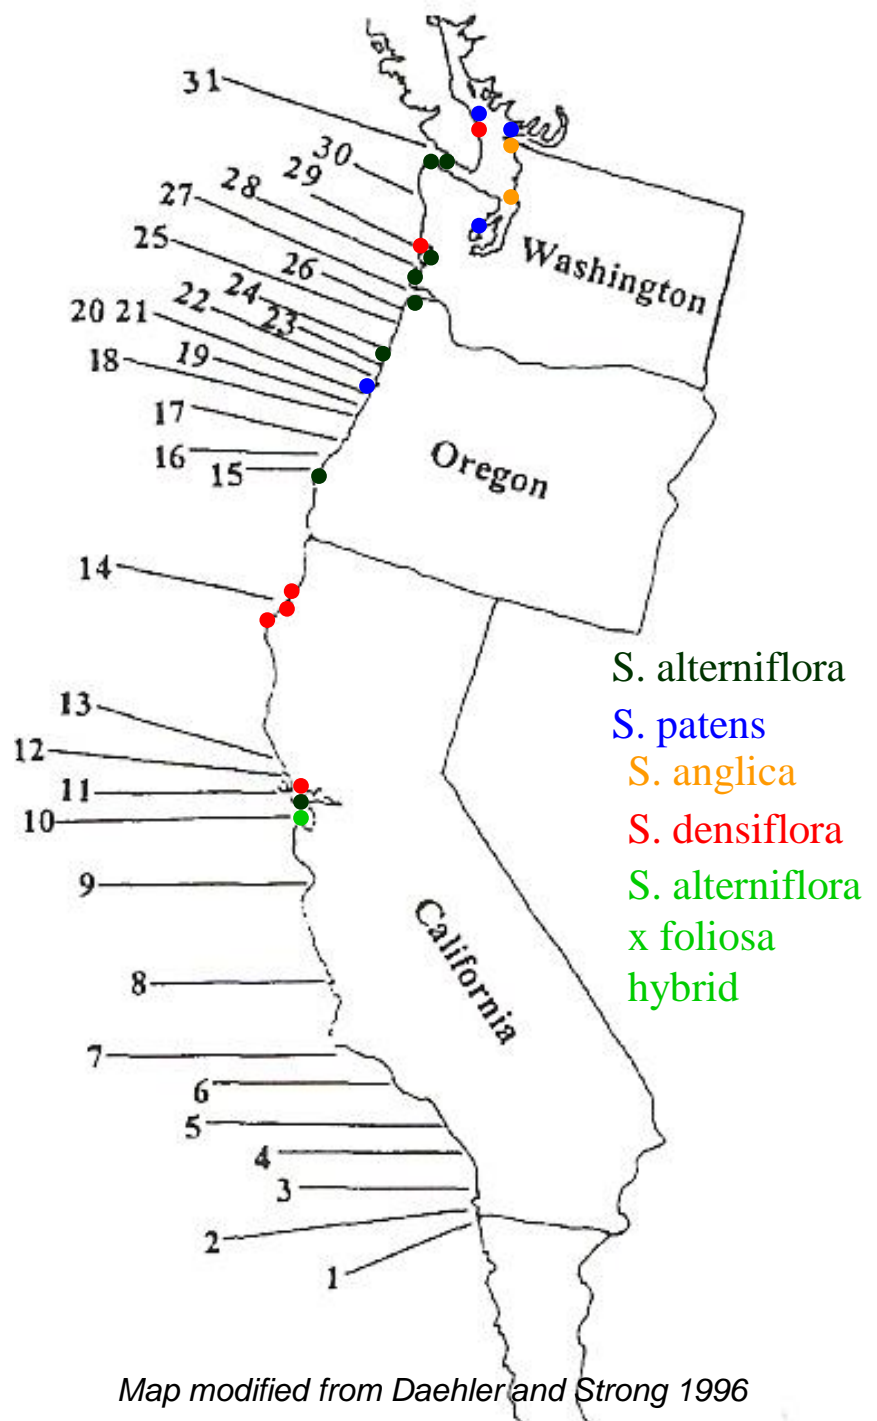 31
30
29
28
27
25
26
24
22
23
20 21
19
18
17
16
15
14
13
12
11
10
9
8
7
6
5
4
3
2
1
Washington
Oregon
California
S. alterniflora
S. patens
S. anglica
S. densiflora
S. alterniflora
x foliosa
hybrid
Map modified from Daehler and Strong 1996